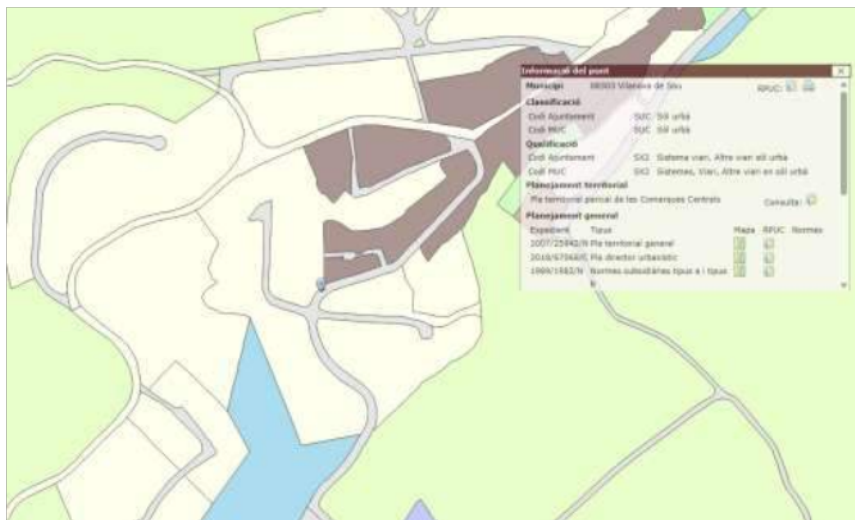 Informació del punt
Municipi 08303 Vilanova de Sau RPUC:
Classificació
Codi Ajuntament SUC Sòl urbà
Codi MUC SUC Sòl urbà
Qualificació
Codi Ajuntament SX2 Sistema viari, Altre viari sòl urbà
Codi MUC SX2 Sistemes, Viari, Altre viari en sòl urbà
Planejament territorial
Pla territorial parcial de les Comarques Centrals Consulta:
Planejament general
Expedient Tipus Mapa RPUC Normes
Pla territorial general
Pla director urbanístic
Normes subsidiàries tipus a i tipus
b